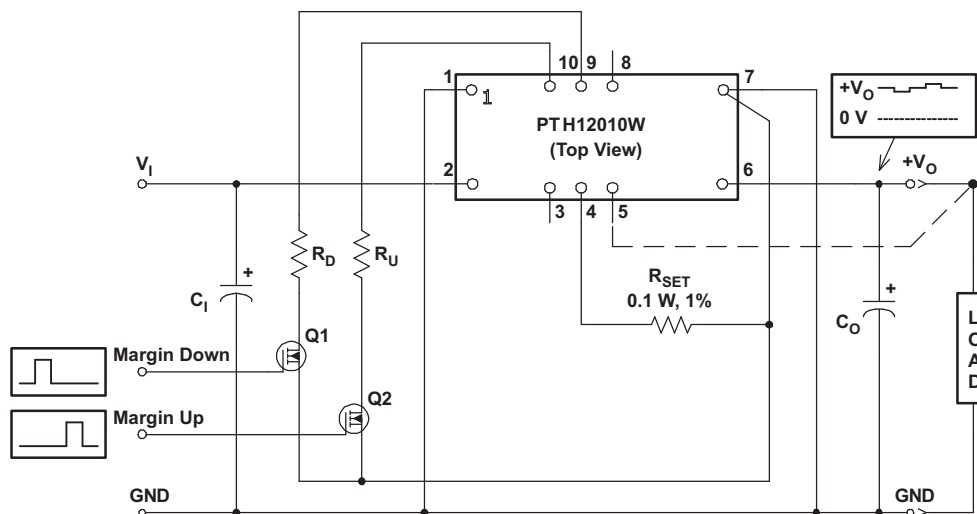 10 9 8
1 1 7
+VO
0 V
PTH12010W
(Top View)
VI
2 6
+VO
3 4 5
RD RU
RSET
0.1 W, 1%
+
CI
+
CO
L
O
A
D
Q1
Margin Down
Q2
Margin Up
GND GND